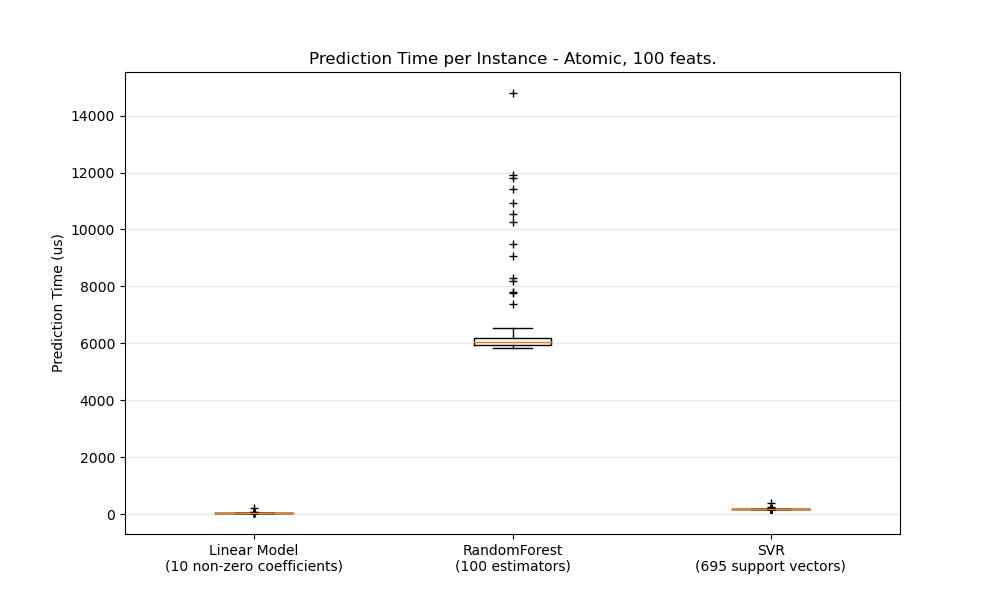 Prediction Time per Instance - Atomic, 100 feats.
Prediction Time (us)
14000
12000
10000
8000
6000
4000
2000
0
Linear Model
(10 non-zero coefficients)
RandomForest
(100 estimators)
SVR
(695 support vectors)